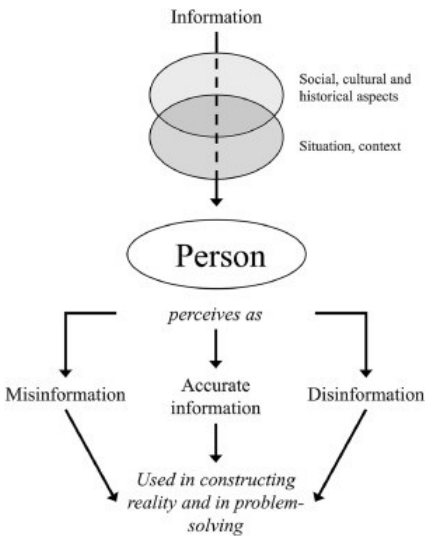 Information
Social, cultural and
historical aspects
Situation, context
Person
perceives as
Misinformation
Accurate
information
Disinformation
Used in constructing
reality and in problem-
solving